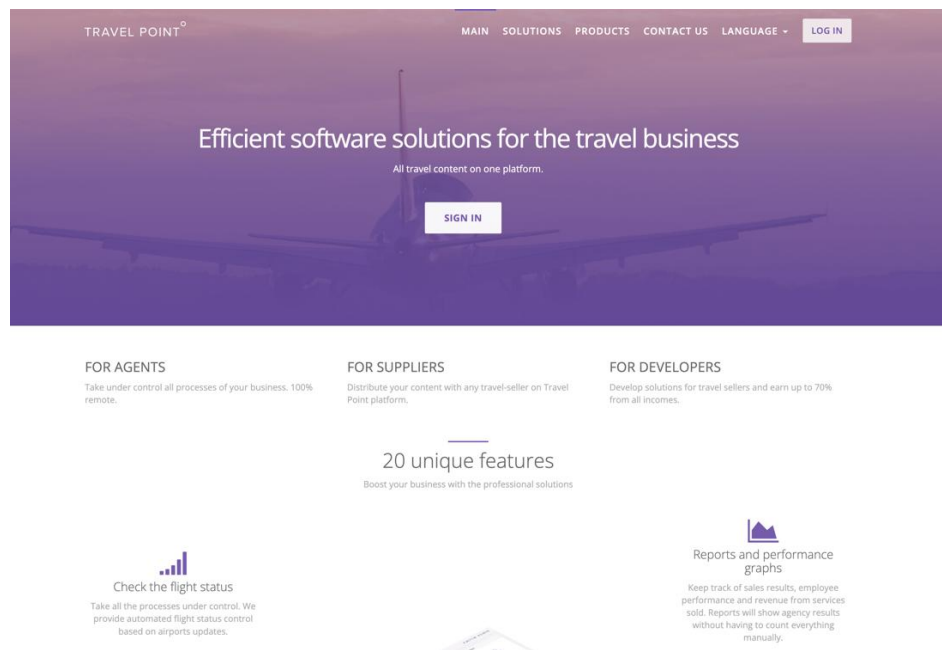 TRAVEL POINT°
MAIN SOLUTIONS PRODUCTS CONTACT US LANGUAGE LOG IN
Efficient software solutions for the travel business
All travel content on one platform.
SIGN IN
FOR AGENTS
Take under control all processes of your business. 100%
remote.
FOR SUPPLIERS
Distribute your content with any travel-seller on Travel
Point platform.
FOR DEVELOPERS
Develop solutions for travel sellers and earn up to 70%
from all incomes.
20 unique features
Boost your business with the professional solutions
Check the flight status
Take all the processes under control. We
provide automated flight status control
based on airports updates.
Reports and performance
graphs
Keep track of sales results, employee
performance and revenue from services
sold. Reports will show agency results
without having to count everything
manually.